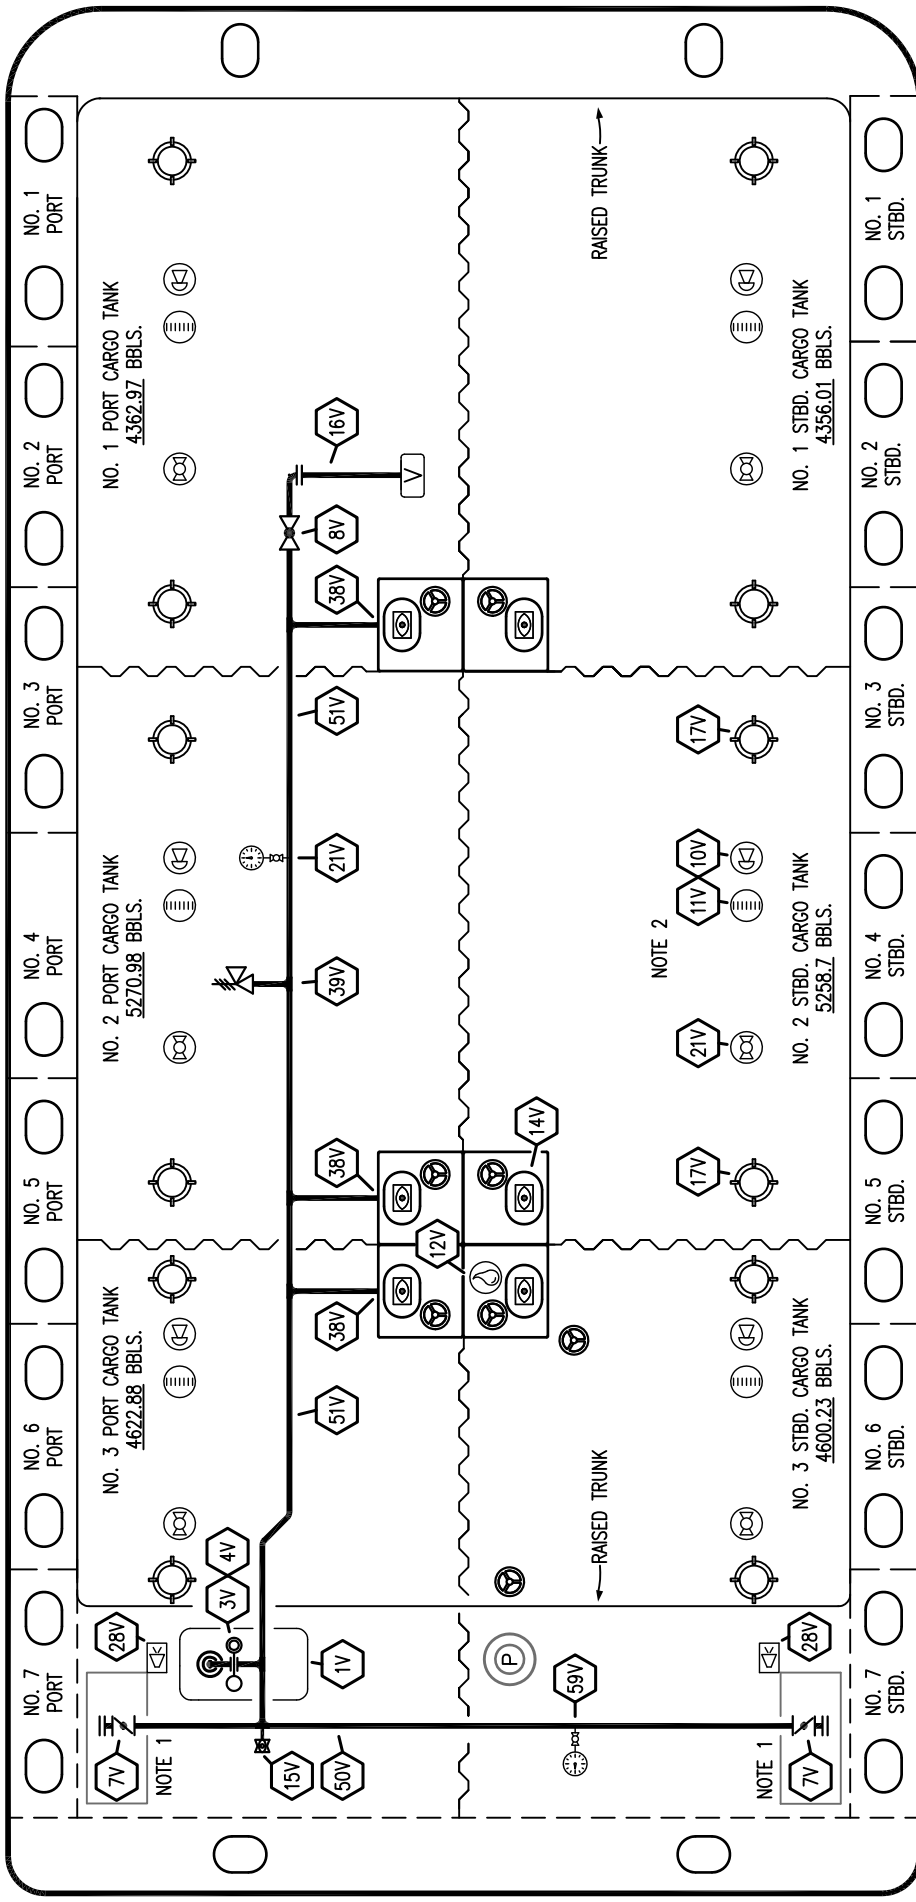 NO. 1
PORT
NO. 2
PORT
NO. 3
PORT
NO. 4
PORT
NO. 5
PORT
NO. 6
PORT
NO. 7
PORT
NO. 1 PORT CARGO TANK
4362.97 BBLS.
NO. 2 PORT CARGO TANK
5270.98 BBLS.
NO. 3 PORT CARGO TANK
4622.88 BBLS.
28V
7V
NOTE 1
3V
4V
1V
15V
50V
51V
38V
38V
39V
21V
51V
38V
8V
16V
V
12V
14V
P
59V
RAISED TRUNK
RAISED TRUNK
NOTE 2
17V
21V
11V
10V
17V
28V
7V
NOTE 1
NO. 3 STBD. CARGO TANK
4600.23 BBLS.
NO. 2 STBD. CARGO TANK
5258.7 BBLS.
NO. 1 STBD. CARGO TANK
4356.01 BBLS.
NO. 7
STBD.
NO. 6
STBD.
NO. 5
STBD.
NO. 4
STBD.
NO. 3
STBD.
NO. 2
STBD.
NO. 1
STBD.